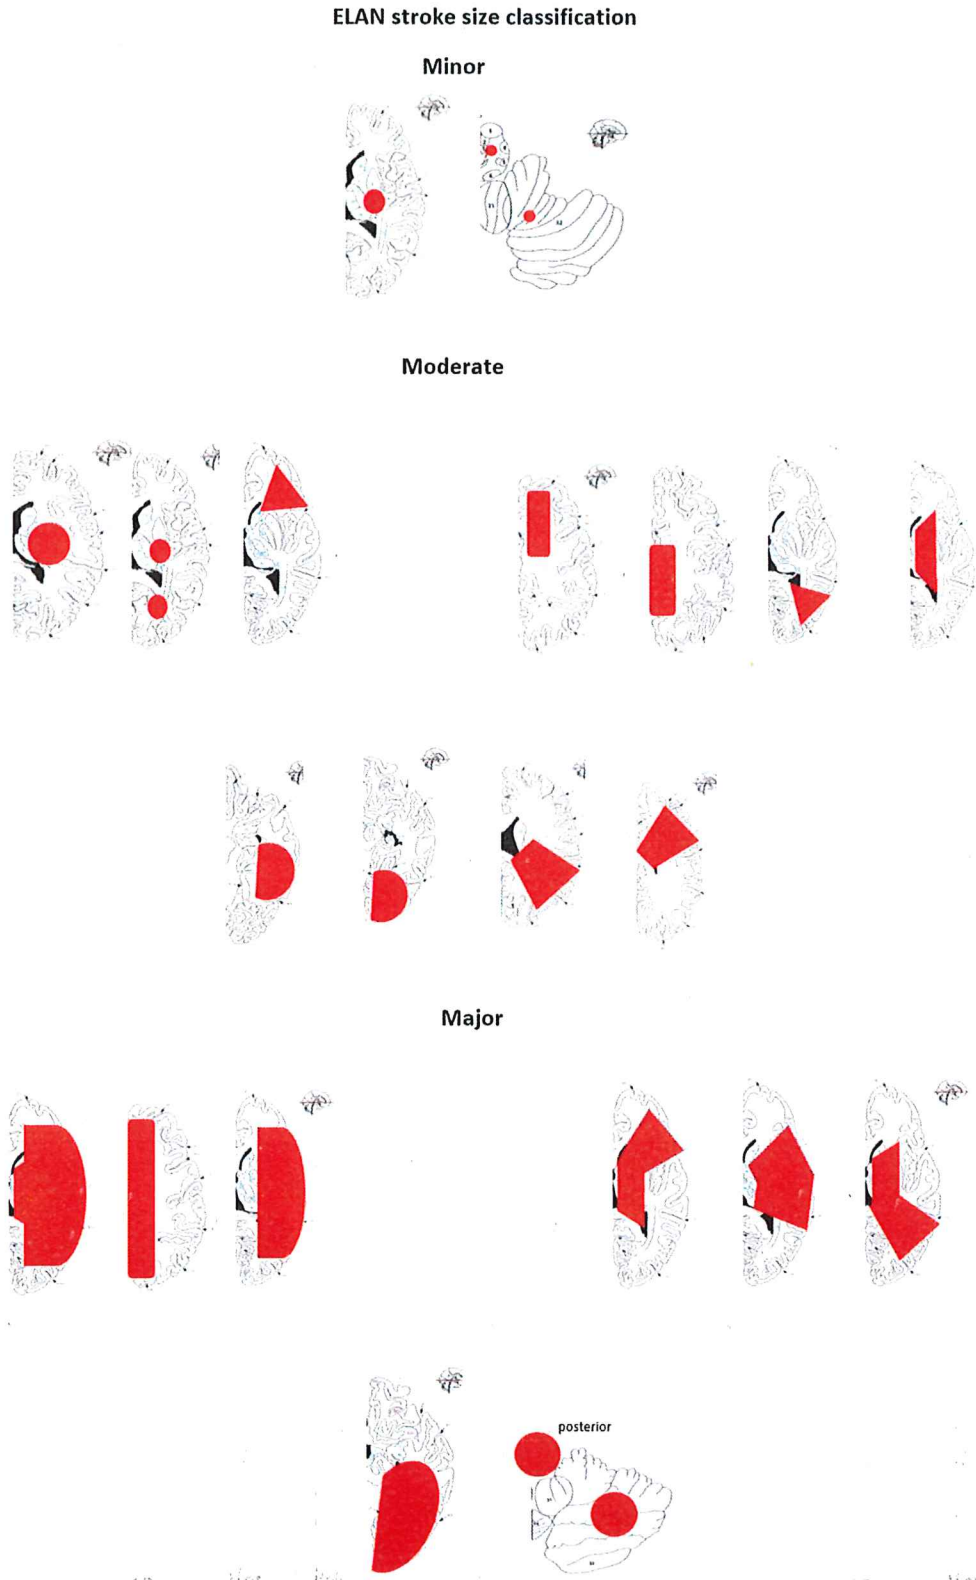 ELAN stroke size classification
Minor
Moderate
Major
posterior